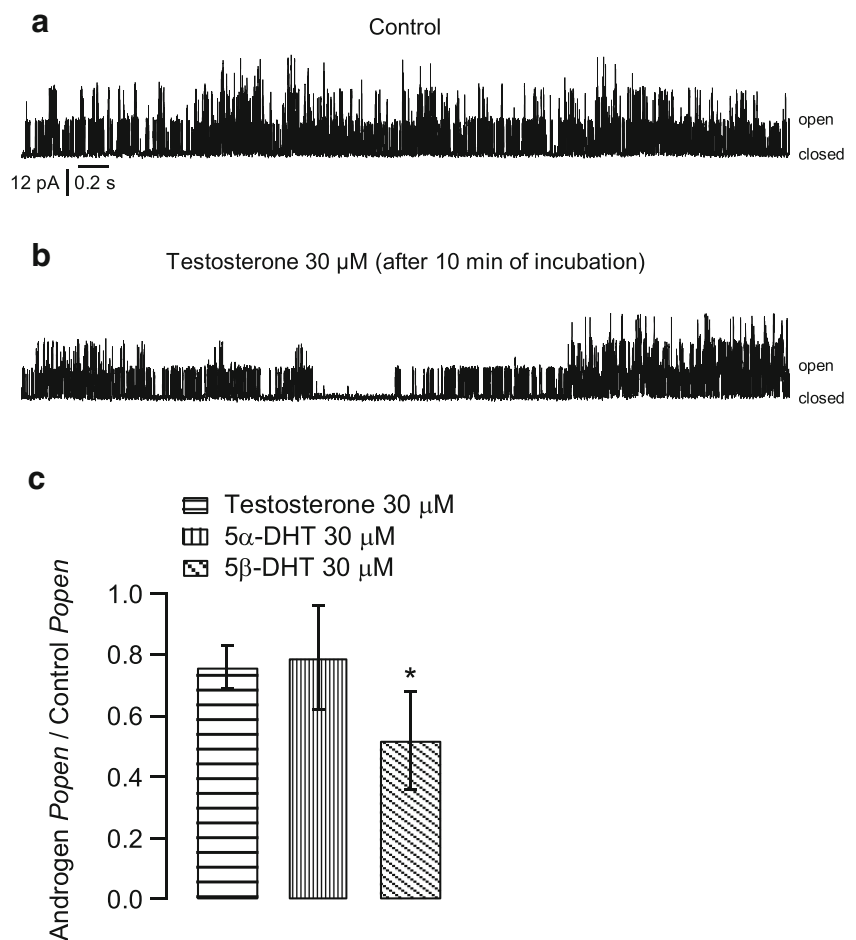 a
Control
open
closed
12 pA 0.2 s
b
Testosterone 30 µM (after 10 min of incubation)
open
closed
c
Testosterone 30 µM
5α-DHT 30 µM
5β-DHT 30 µM
Androgen Popen / Control Popen
1.0
0.8
0.6
0.4
0.2
0.0
*